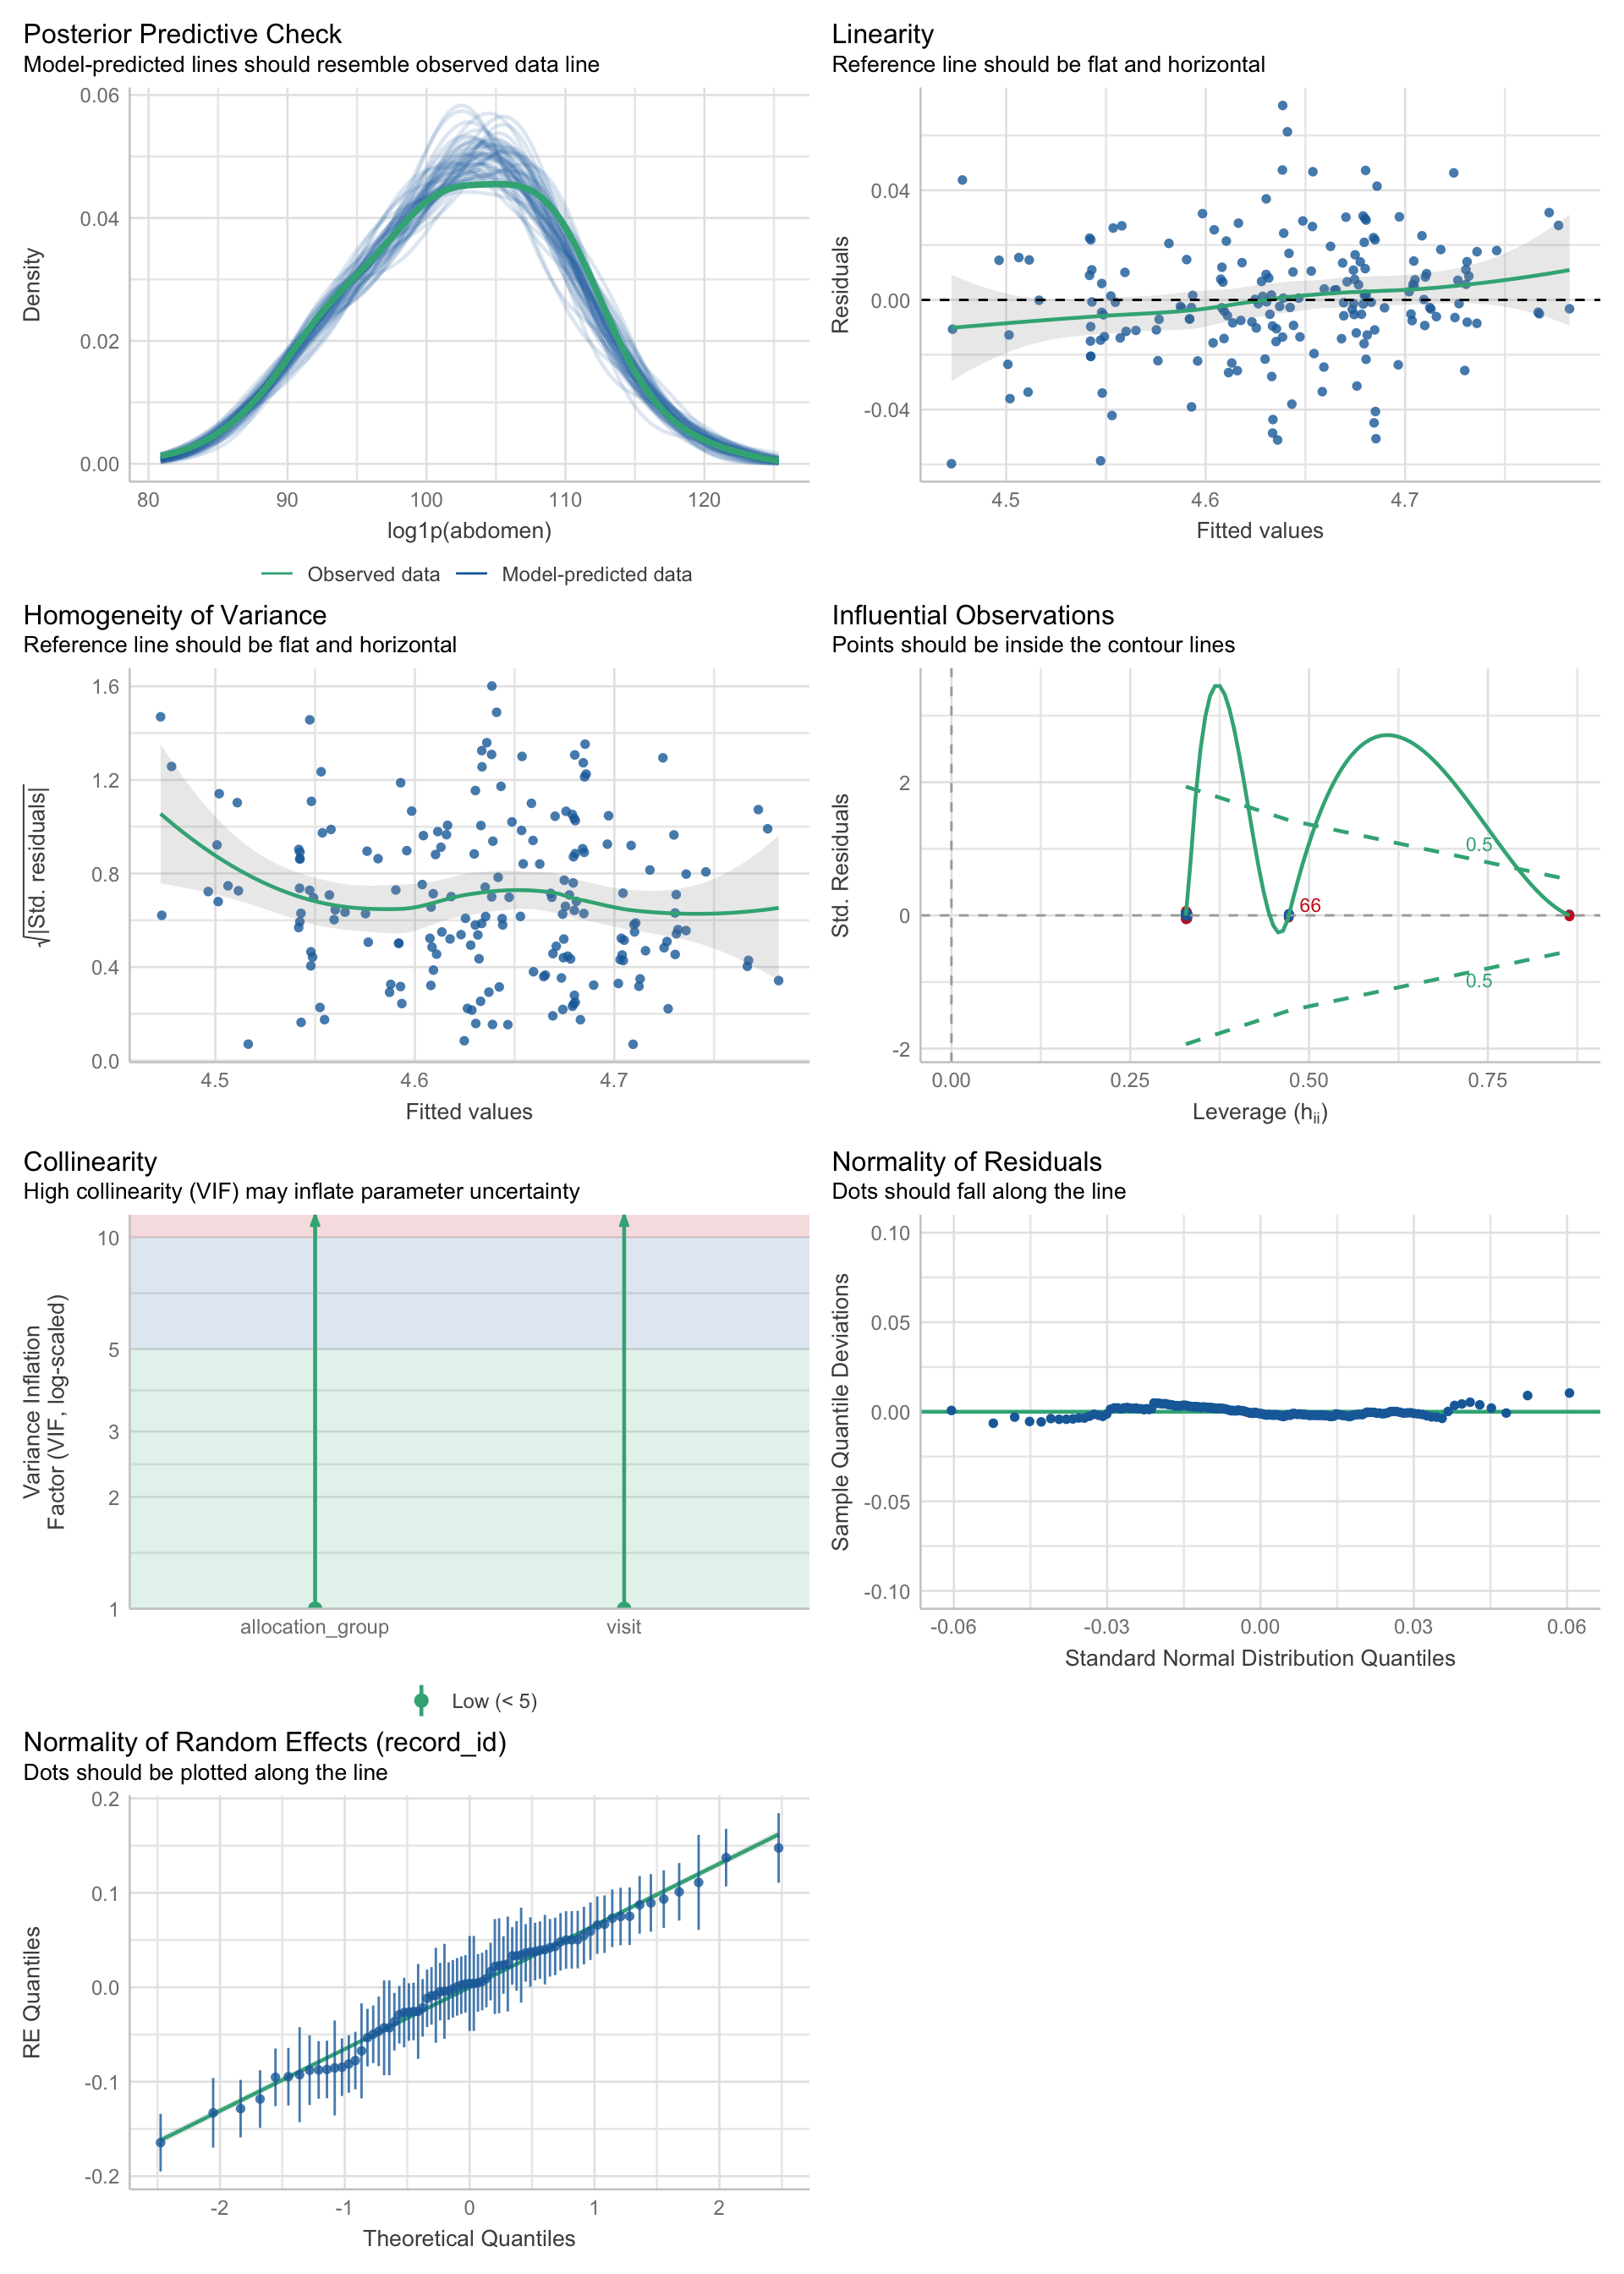 Posterior Predictive Check
Model-predicted lines should resemble observed data line
0.06
0.04
0.02
0.00
Density
80 90 100 110 120
log1p(abdomen)
Observed data Model-predicted data
Linearity
Reference line should be flat and horizontal
0.04
0.00
-0.04
Residuals
4.5 4.6 4.7
Fitted values
Homogeneity of Variance
Reference line should be flat and horizontal
1.6
1.2
0.8
0.4
0.0
√|Std. residuals|
4.5 4.6 4.7
Fitted values
Influential Observations
Points should be inside the contour lines
2
0
-2
Std. Residuals
0.5
66
0.5
0.00 0.25 0.50 0.75
Leverage (hii)
Collinearity
High collinearity (VIF) may inflate parameter uncertainty
10
5
3
2
1
Variance Inflation
Factor (VIF, log-scaled)
allocation_group visit
Low (< 5)
Normality of Residuals
Dots should fall along the line
0.10
0.05
0.00
-0.05
-0.10
Sample Quantile Deviations
-0.06 -0.03 0.00 0.03 0.06
Standard Normal Distribution Quantiles
Normality of Random Effects (record_id)
Dots should be plotted along the line
0.2
0.1
0.0
-0.1
-0.2
RE Quantiles
-2 -1 0 1 2
Theoretical Quantiles